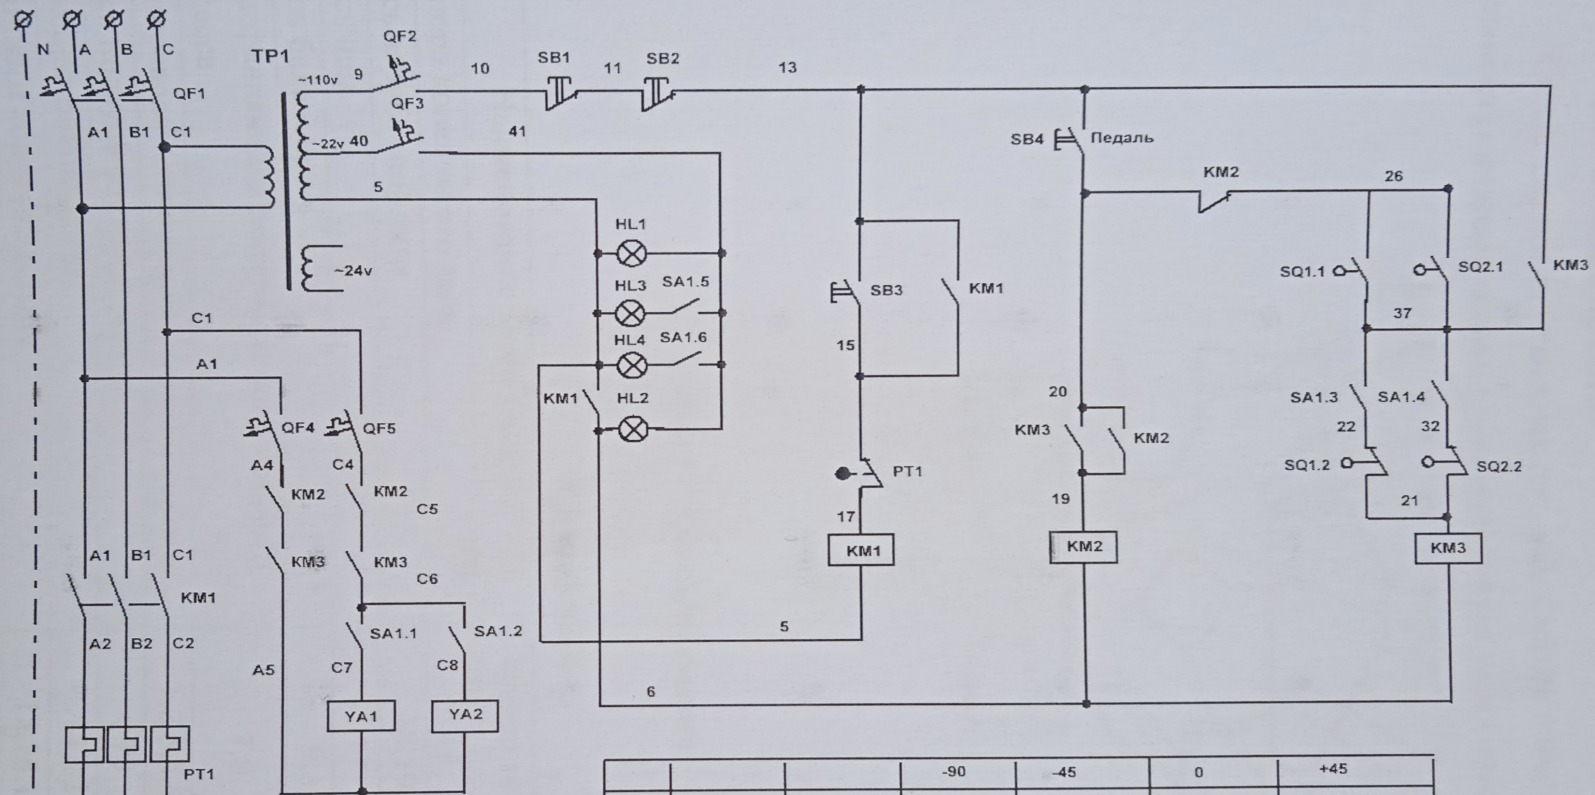 N A B C
QF1
A1 B1 C1
ТР1
~110v 9
QF2
10
SB1
11
SB2
13
QF3
~22v 40
41
5
~24v
HL1
HL3 SA1.5
HL4 SA1.6
KM1 HL2
SB4 Педаль
KM2
26
SQ1.1 SQ2.1 KM3
SB3 KM1
15
37
C1
A1
QF4 QF5
A4 C4
KM2 KM2
C5
KM3 KM3
C6
20
KM3 KM2
19
SA1.3 SA1.4
22 32
SQ1.2 SQ2.2
21
РТ1
17
KM1 KM2 KM3
A1 B1 C1
KM1
A2 B2 C2
SA1.1 SA1.2
A5 C7 C8
YA1 YA2
5
6
РТ1
-90 -45 0 +45